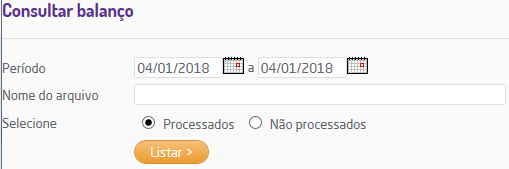 Consultar balanço
Período 04/01/2018 a 04/01/2018
Nome do arquivo
Selecione Processados Não processados
Listar >